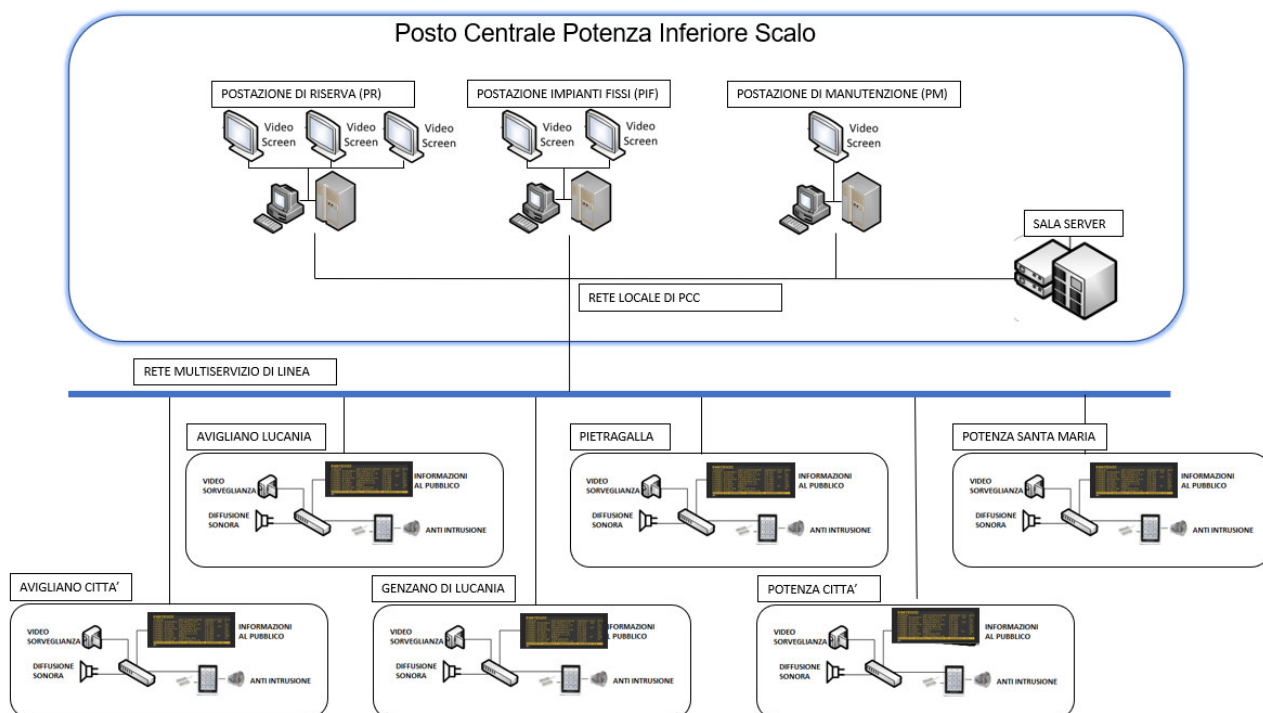 Posto Centrale Potenza Inferiore Scalo
POSTAZIONE DI RISERVA (PR)
POSTAZIONE IMPIANTI FISSI (PIF)
POSTAZIONE DI MANUTENZIONE (PM)
Video
Screen
Video
Screen
Video
Screen
Video
Screen
Video
Screen
Video
Screen
SALA SERVER
RETE LOCALE DI PCC
RETE MULTISERVIZIO DI LINEA
AVIGLIANO LUCANIA
VIDEO
SORVEGLIANZA
INFORMAZIONI
AL PUBBLICO
DIFFUSIONE
SONORA
ANTI INTRUSIONE
PIETRAGALLA
VIDEO
SORVEGLIANZA
INFORMAZIONI
AL PUBBLICO
DIFFUSIONE
SONORA
ANTI INTRUSIONE
POTENZA SANTA MARIA
VIDEO
SORVEGLIANZA
INFORMAZIONI
AL PUBBLICO
DIFFUSIONE
SONORA
ANTI INTRUSIONE
AVIGLIANO CITTA’
VIDEO
SORVEGLIANZA
INFORMAZIONI
AL PUBBLICO
DIFFUSIONE
SONORA
ANTI INTRUSIONE
GENZANO DI LUCANIA
VIDEO
SORVEGLIANZA
NFORMAZIONI
PUBBLICO
DIFFUSIONE
SONORA
ANTI INTRUSIONE
POTENZA CITTA’
VIDEO
SORVEGLIANZA
INFORMAZIONI
AL PUBBLICO
DIFFUSIONE
SONORA
ANTI INTRUSIONE